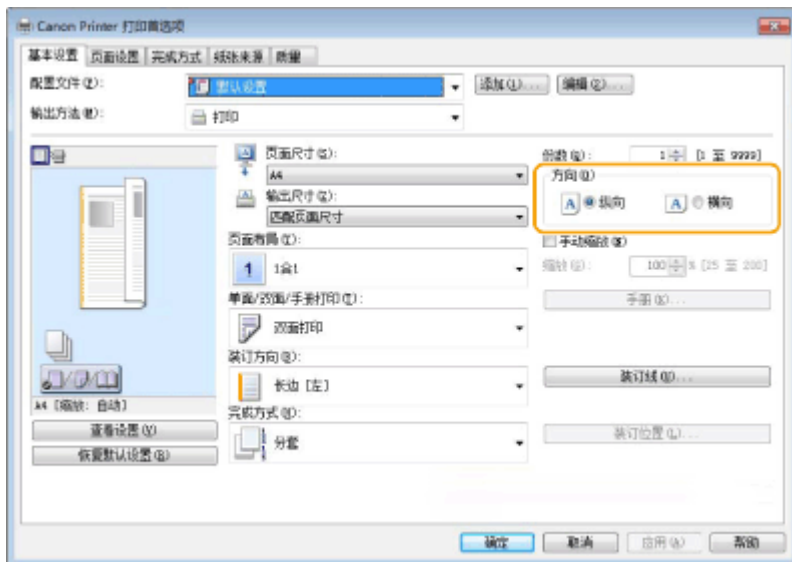 Canon Printer 打印首选项
基本设置 页面设置 完成方式 纸张来源 质量
配置文件(F): 默认设置 添加(1)... 编辑(2)...
输出方法(M): 打印
页面尺寸(S): 份数(N): 1 [1 至 9999]
A4 方向(O)
A 纵向 A 横向
输出尺寸(Z):
匹配页面尺寸
页面布局(Y): 手动缩放(X)
1 1合1 缩放(G): 100 % [25 至 200]
单面/双面/手册打印(T): 手册(K)...
双面打印
装订方向(B):
长边 [左] 装订线(U)...
A4 [缩放: 自动]
完成方式(H):
查看设置(V) 分套 装订位置(L)...
恢复默认设置(R)
确定 取消 应用(A) 帮助